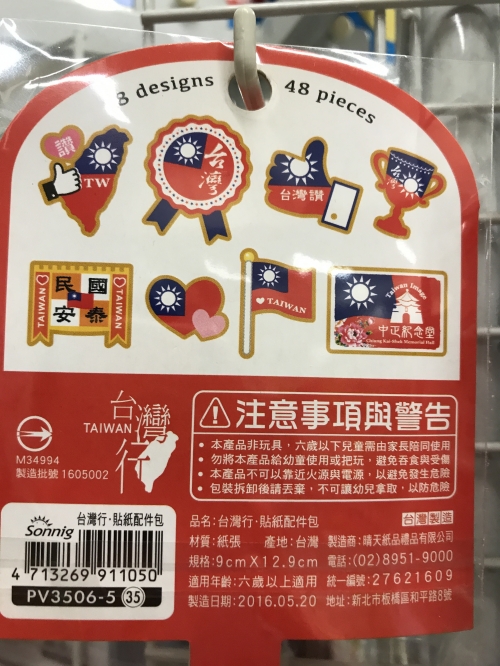 8 designs
48 pieces
讚
TW
台灣
台灣讚
台灣
民國
安泰
TAIWAN
TAIWAN
TAIWAN
Taiwan Image
中正紀念堂
Chiang Kai-Shek Memorial Hall
M34994
製造批號 1605002
台灣行
TAIWAN
注意事項與警告
• 本產品非玩具，六歲以下兒童需由家長陪同使用
• 勿將本產品給幼童使用或把玩，避免吞食與受傷
• 本產品不可以靠近火源與電源，以避免發生危險
• 包裝拆卸後請丟棄，不可讓幼兒拿取，以防危險
Sonnig
4 713269 911050
PV3506-5 35
品名:台灣行·貼紙配件包
台灣製造
材質:紙張 產地:台灣 製造商:晴天紙品禮品有限公司
規格:9cm X 12.9cm 電話:(02)8951-9000
適用年齡:六歲以上適用 統一編號:27621609
製造日期:2016.05.20 地址:新北市板橋區和平路8號